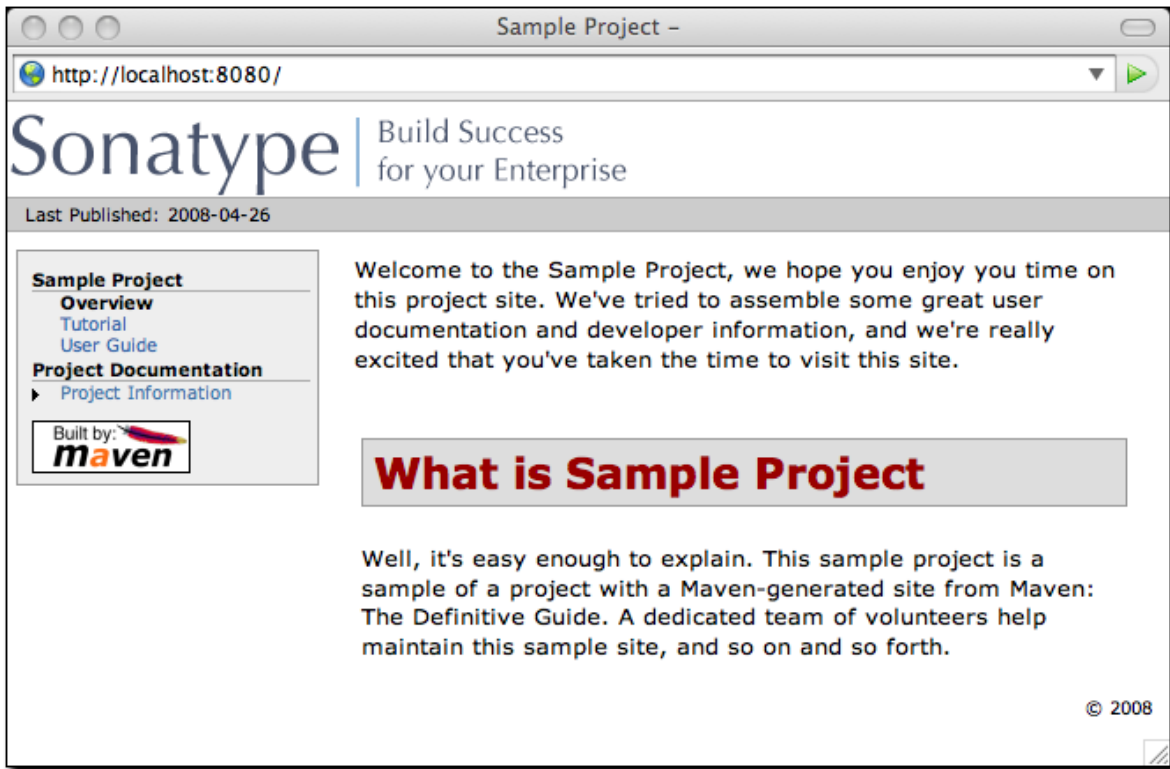 Sample Project –
http://localhost:8080/
Sonatype
Build Success
for your Enterprise
Last Published: 2008-04-26
Sample Project
Overview
Tutorial
User Guide
Project Documentation
Project Information
Built by:
maven
Welcome to the Sample Project, we hope you enjoy you time on
this project site. We've tried to assemble some great user
documentation and developer information, and we're really
excited that you've taken the time to visit this site.
What is Sample Project
Well, it's easy enough to explain. This sample project is a
sample of a project with a Maven-generated site from Maven:
The Definitive Guide. A dedicated team of volunteers help
maintain this sample site, and so on and so forth.
© 2008